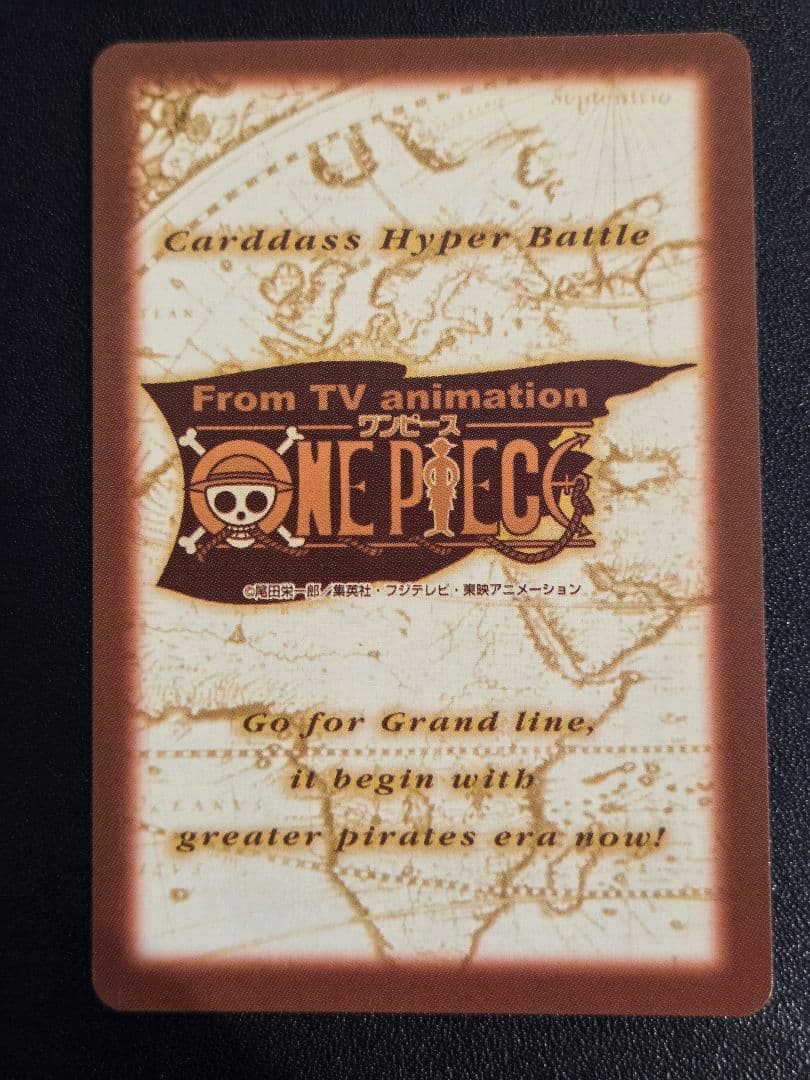 Septentrio
Carddass Hyper Battle
From TV animation
ワンピース
ONE PIECE
©尾田栄一郎／集英社・フジテレビ・東映アニメーション
Go for Grand line,
it begin with
greater pirates era now!